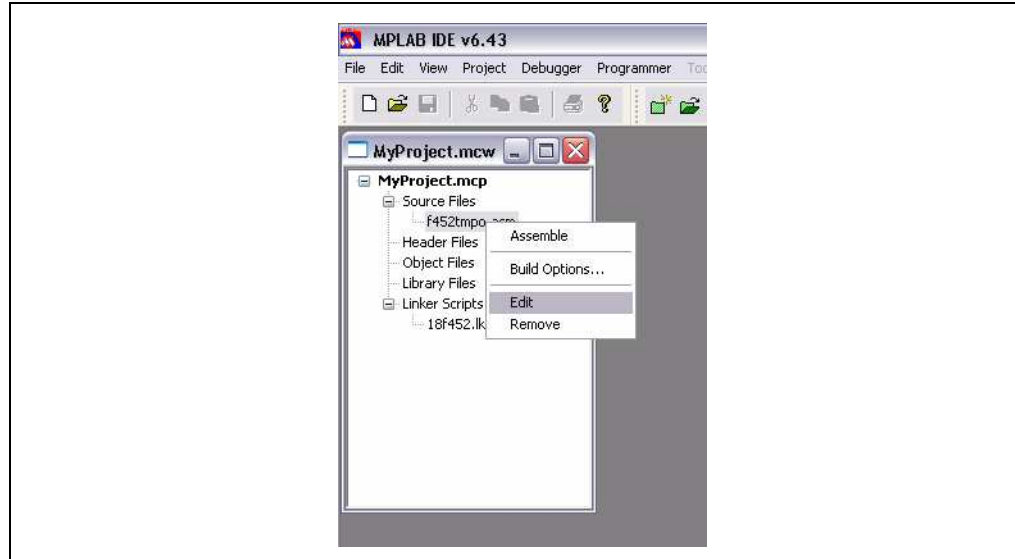 MPLAB IDE v6.43
File Edit View Project Debugger Programmer
MyProject.mcw
MyProject.mcp
Source Files
Assemble
Header Files
Object Files
Build Options...
Library Files
Linker Scripts
Edit
Remove